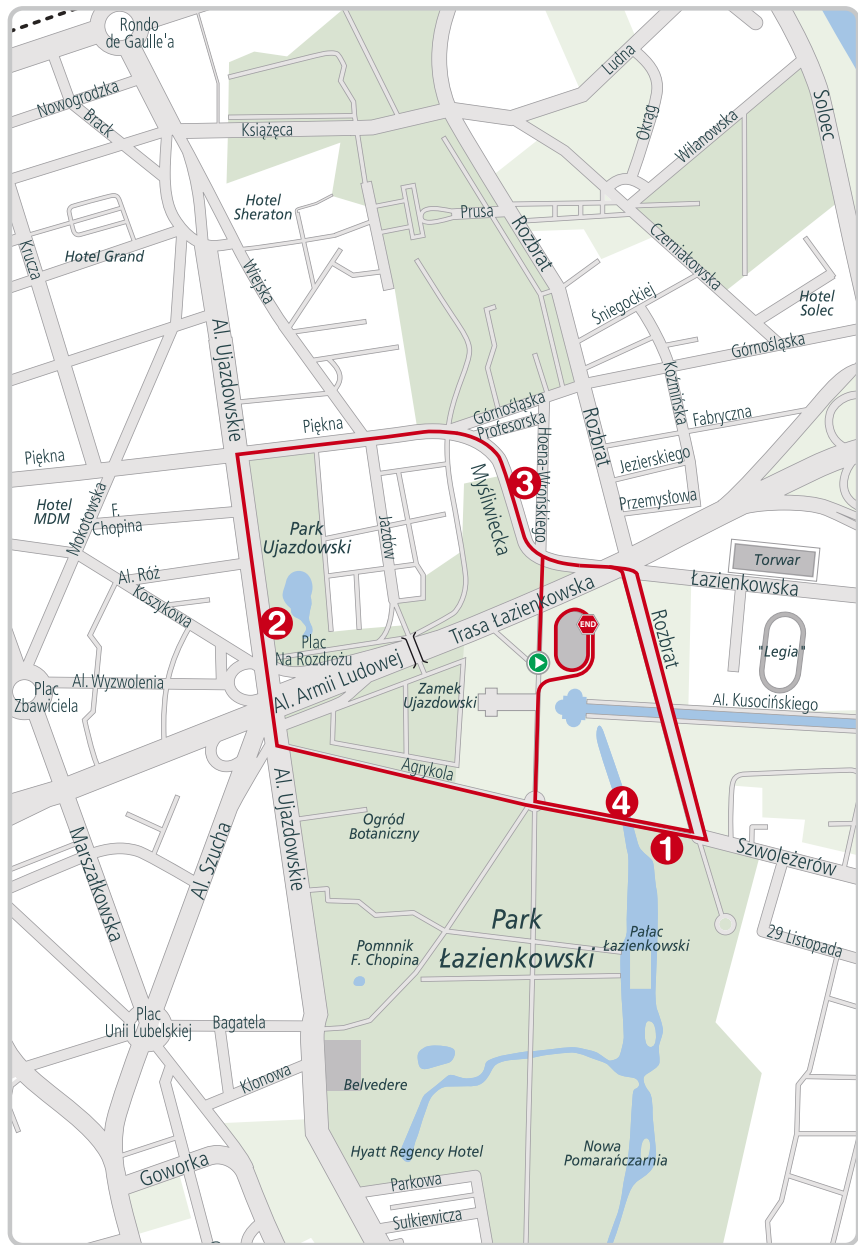 Rondo
de Gaulle'a
Ludna
Nowogrodzka
Brack
Książęca
Okrąg
Wilanowska
Soloec
Hotel
Sheraton
Prusa
Rozbrat
Krucza
Hotel Grand
Wiejska
Czerniakowska
Śniegockiej
Hotel
Solec
Al. Ujazdowskie
Górnośląska
Koźmińska
Piękna
Górnośląska
Profesorska
Fabryczna
Rozbrat
Piękna
Hoena-Wrońskiego
Jezierskiego
Myśliwiecka
3
Przemysłowa
Hotel
MDM
Mokotowska
F.
Chopina
Park
Ujazdowski
Jazdów
Torwar
Al. Róż
Koszykowa
Łazienkowska
Trasa Łazienkowska
2
END
Rozbrat
Plac
Na Rozdrożu
"Legia"
Al. Armii Ludowej
Al. Wyzwolenia
Plac
Zbawiciela
Zamek
Ujazdowski
Al. Kusocińskiego
Agrykola
Al. Ujazdowskie
4
1
Ogród
Botaniczny
Szwoleżerów
Marszałkowska
Al. Szucha
Park
Łazienkowski
Pałac
Łazienkowski
29 Listopada
Pomnnik
F. Chopina
Plac
Unii Lubelskiej
Bagatela
Klonowa
Belvedere
Hyatt Regency Hotel
Nowa
Pomarańczarnia
Goworka
Parkowa
Sułkiewicza